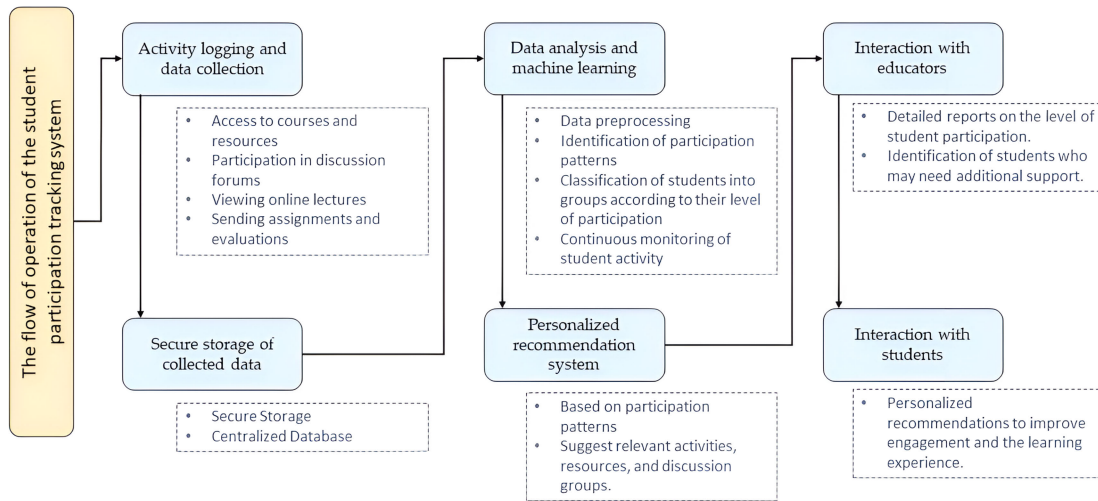 The flow of operation of the student
participation tracking system
Activity logging and
data collection
• Access to courses and
resources
• Participation in discussion
forums
• Viewing online lectures
• Sending assignments and
evaluations
Secure storage of
collected data
• Secure Storage
• Centralized Database
Data analysis and
machine learning
• Data preprocessing
• Identification of participation
patterns
• Classification of students into
groups according to their level
of participation
• Continuous monitoring of
student activity
Personalized
recommendation
system
• Based on participation
patterns
• Suggest relevant activities,
resources, and discussion
groups.
Interaction with
educators
• Detailed reports on the level of
student participation.
• Identification of students who
may need additional support.
Interaction with
students
• Personalized
recommendations to improve
engagement and the learning
experience.